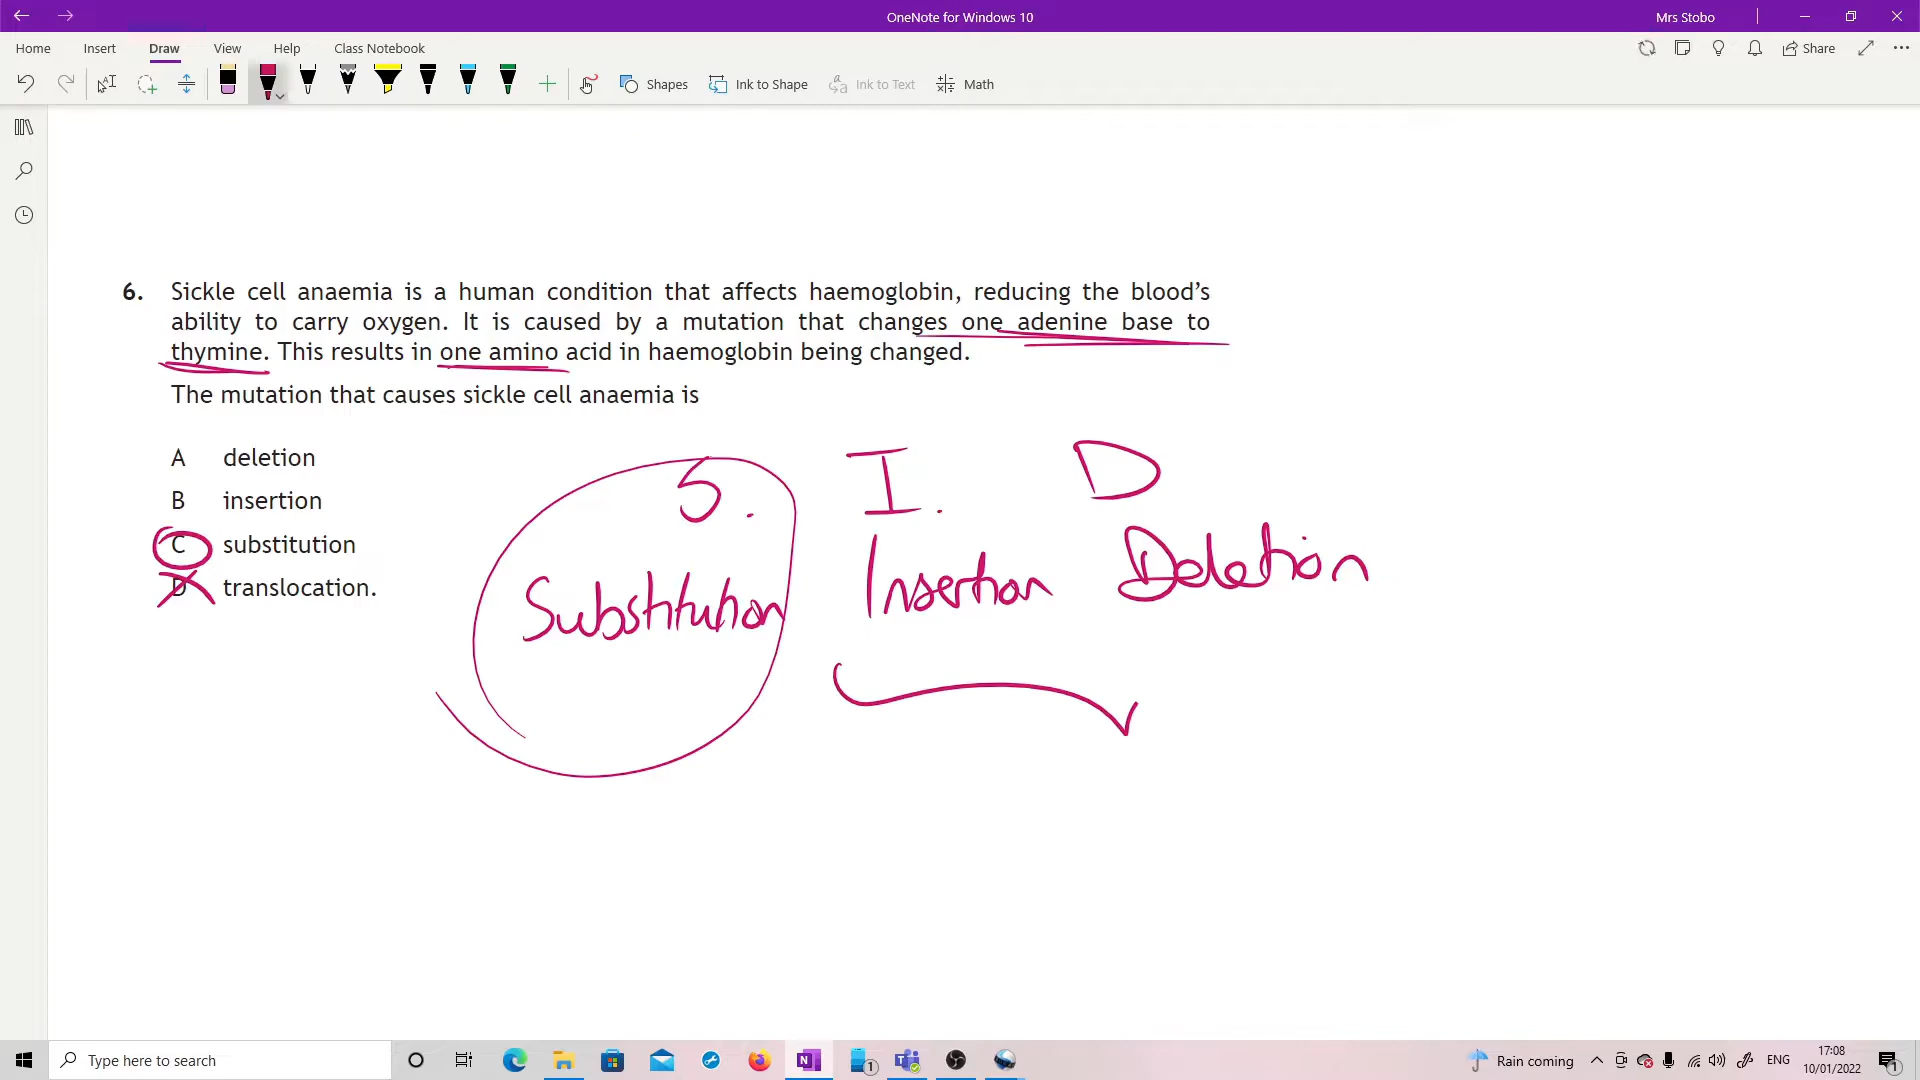 OneNote for Windows 10
Mrs Stobo
Home Insert Draw View Help Class Notebook
Share
Shapes Ink to Shape Ink to Text Math
6. Sickle cell anaemia is a human condition that affects haemoglobin, reducing the blood's
ability to carry oxygen. It is caused by a mutation that changes one adenine base to
thymine. This results in one amino acid in haemoglobin being changed.
The mutation that causes sickle cell anaemia is
A deletion
B insertion
C substitution
D translocation.
S. I. D
Substitution Insertion Deletion
Type here to search
1
Rain coming
ENG
17:08
10/01/2022
1